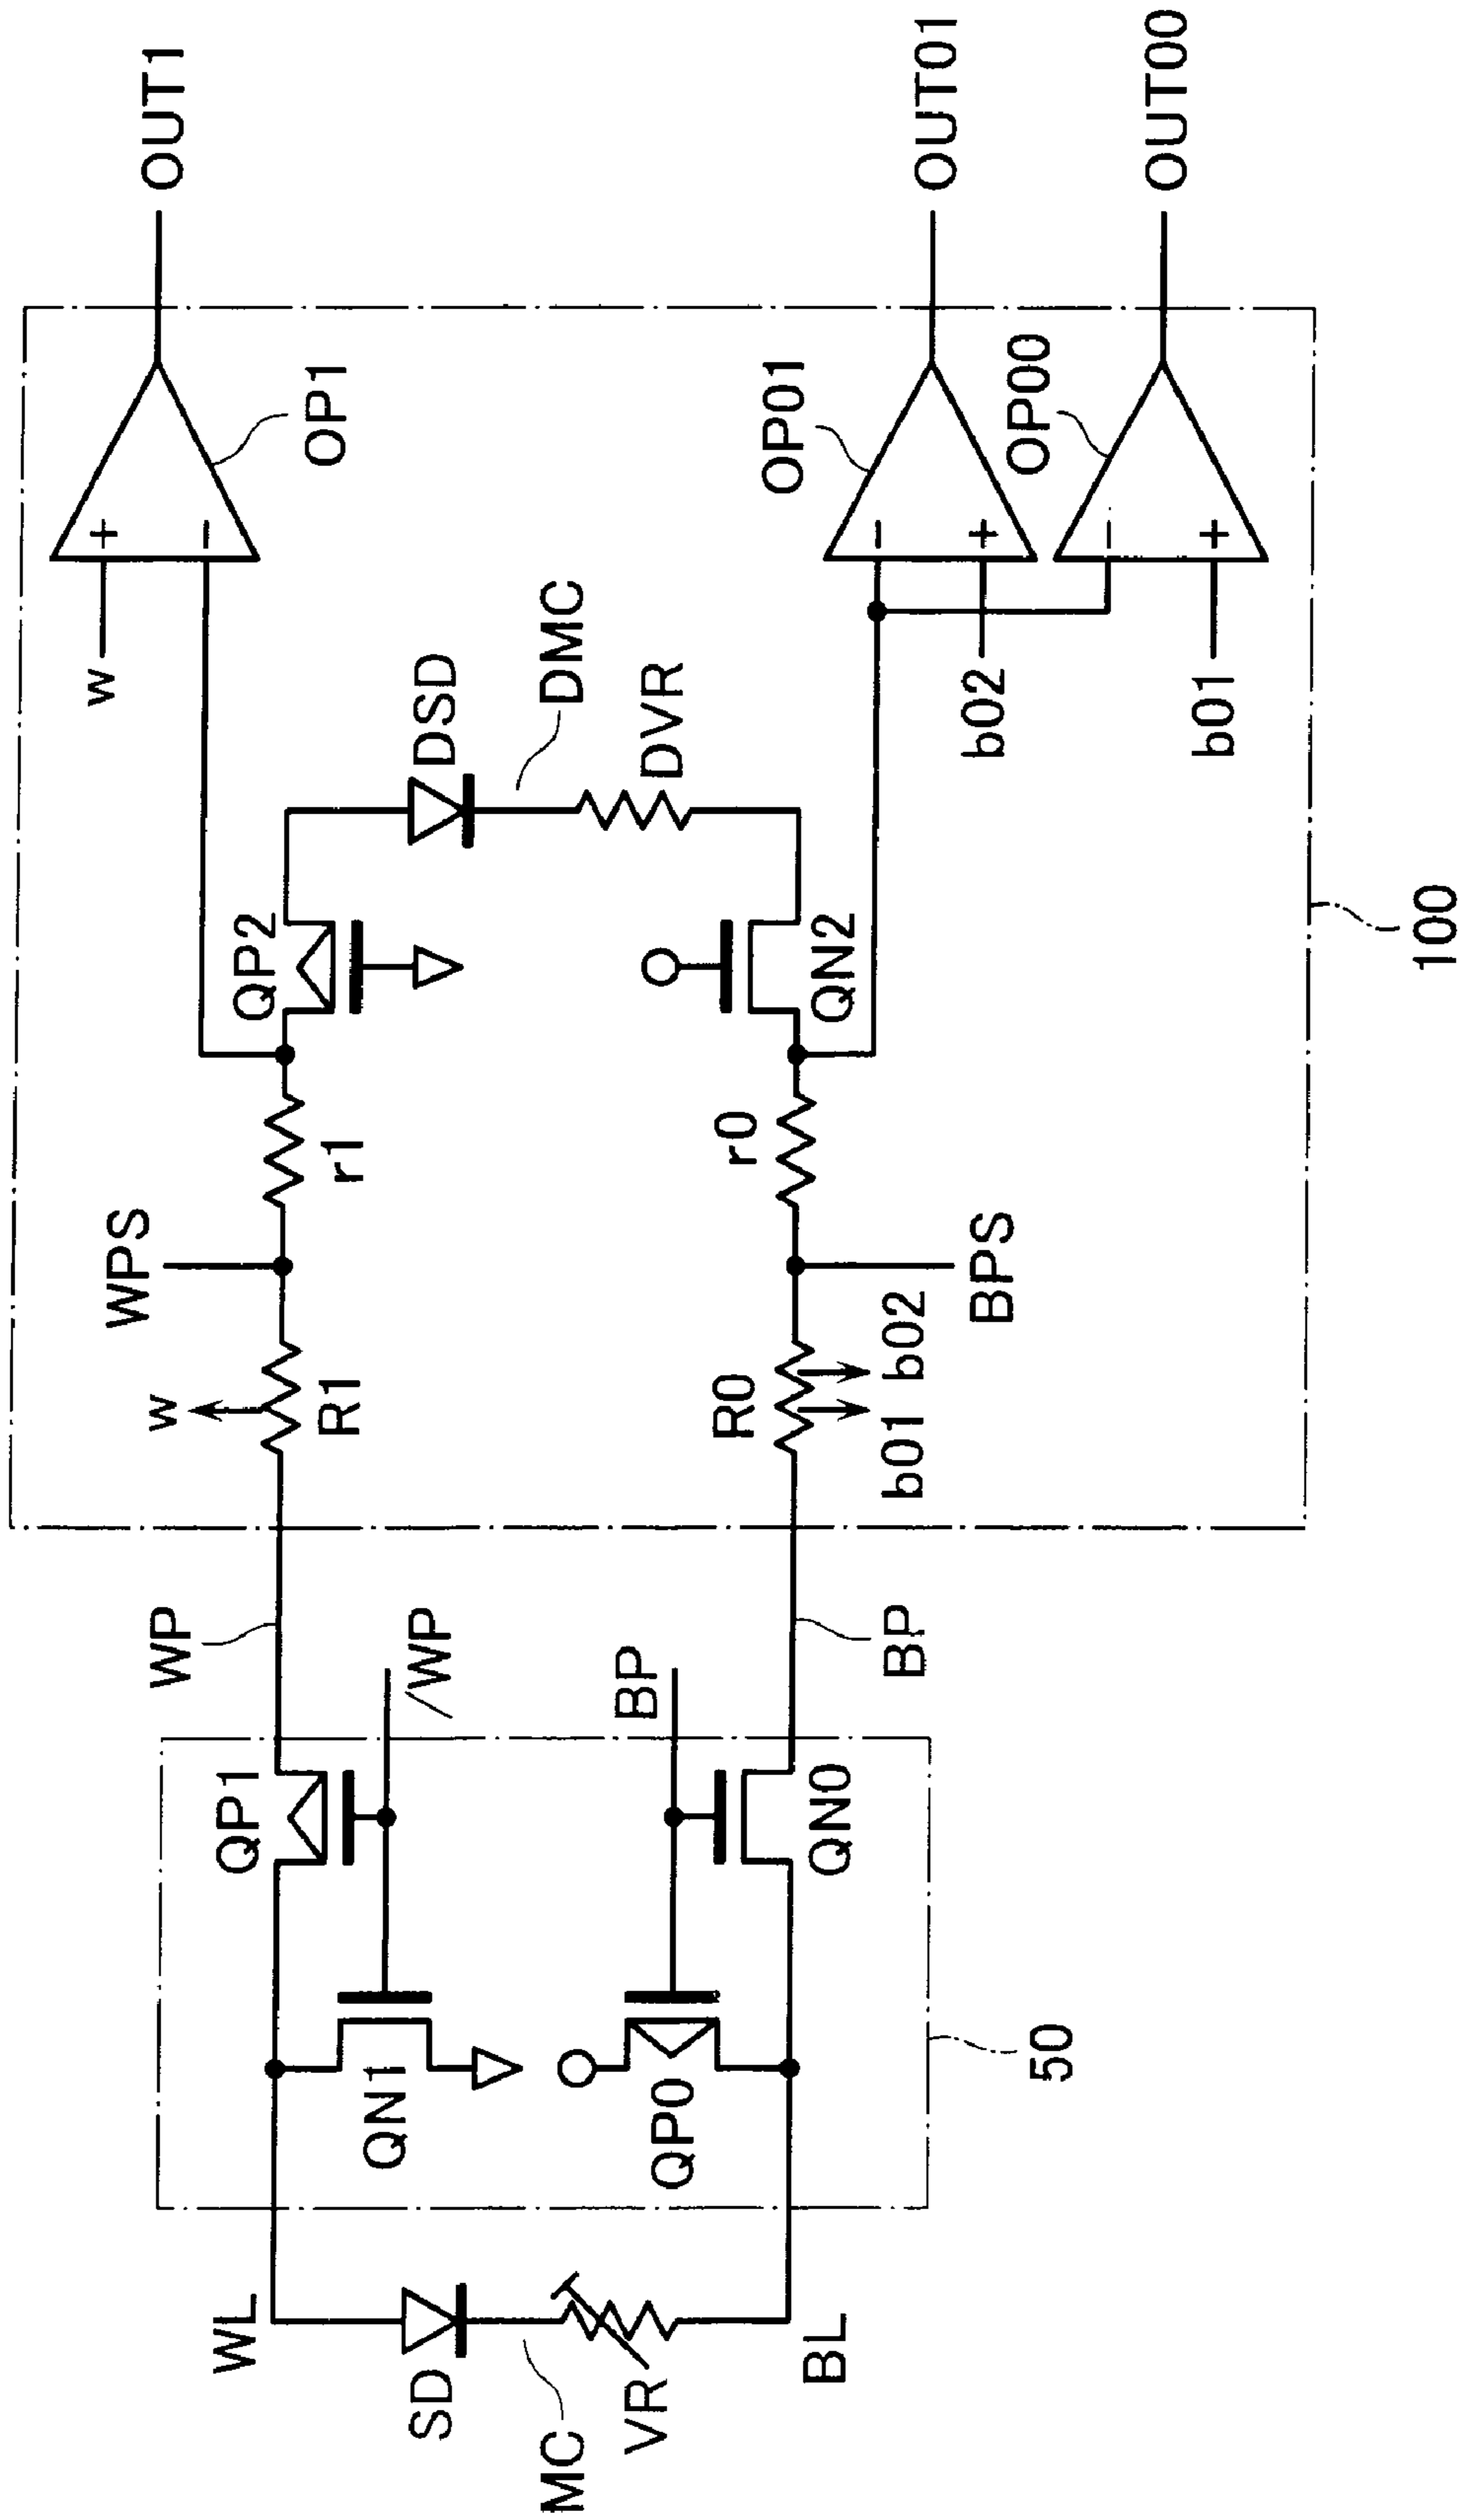 OUT1
OUT01
OUT00
OP1
OP01
OP00
+
−
−
+
−
+
w
b02
b01
DSD
DMC
DVR
QP2
QN2
100
r1
r0
WPS
BPS
w
R1
R0
b01 b02
WP
/WP
BP
BP
QP1
QN0
QN1
QP0
50
WL
SD
MC
VR
BL